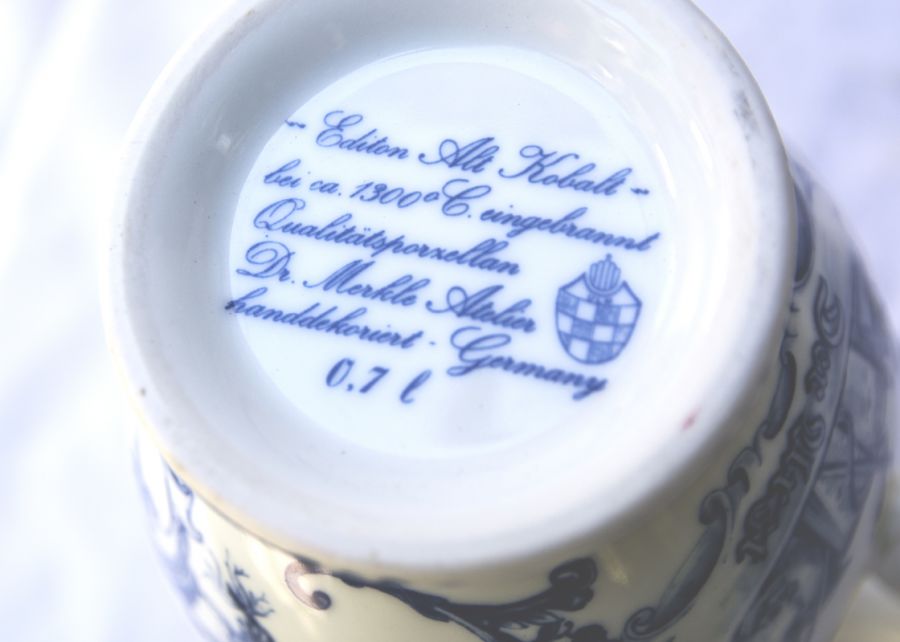 ~ Editon Alt Kobalt ~
bei ca. 1300°C. eingebrannt
Qualitätsporzellan
Dr. Merkle Atelier
handdekoriert - Germany
0,7 l